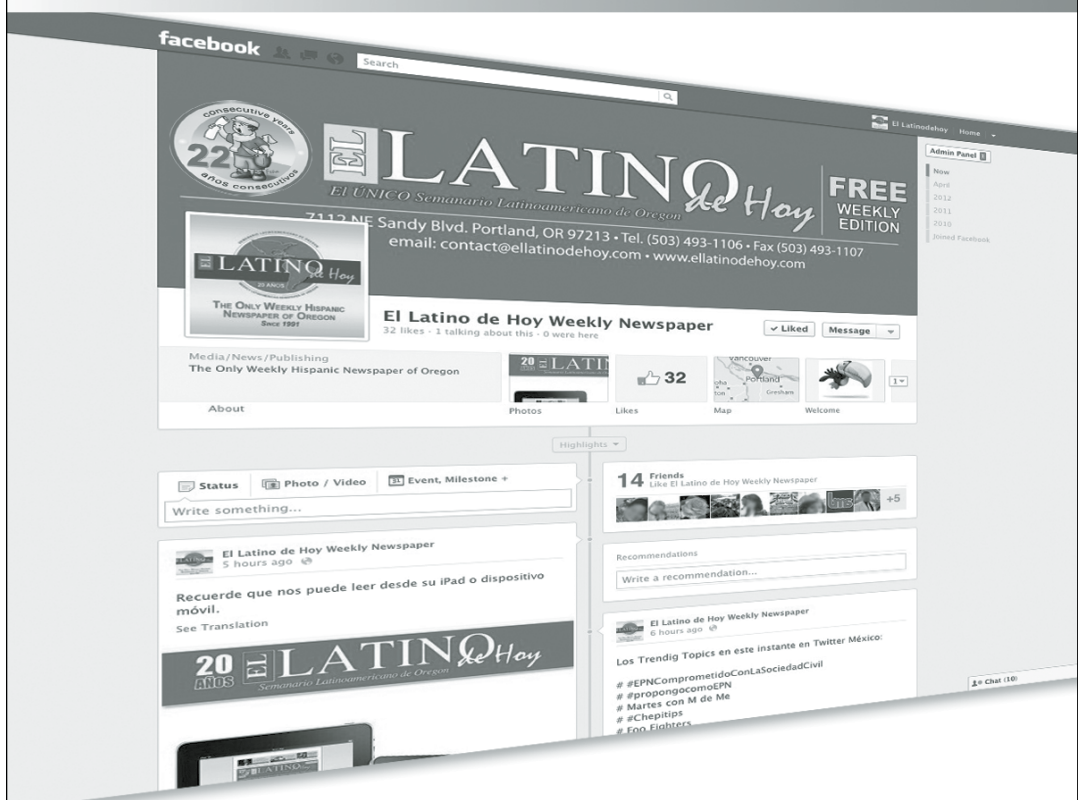 facebook
Search
El Latinodehoy Home
Admin Panel
Now
April
2012
2011
2010
Joined Facebook
consecutive years
22
años consecutivos
EL LATINO de Hoy
El ÚNICO Semanario Latinoamericano de Oregon
FREE
WEEKLY
EDITION
7112 NE Sandy Blvd. Portland, OR 97213 • Tel. (503) 493-1106 • Fax (503) 493-1107
email: contact@ellatinodehoy.com • www.ellatinodehoy.com
EL LATINO de Hoy
20 AÑOS
THE ONLY WEEKLY HISPANIC
NEWSPAPER OF OREGON
SINCE 1991
El Latino de Hoy Weekly Newspaper
32 likes · 1 talking about this · 0 were here
Liked
Message
Media/News/Publishing
The Only Weekly Hispanic Newspaper of Oregon
About
20 EL LATI
Photos
32
Likes
Vancouver
Portland
Gresham
Map
Welcome
1
Highlights
Status
Photo / Video
31 Event, Milestone +
Write something...
El Latino de Hoy Weekly Newspaper
5 hours ago
Recuerde que nos puede leer desde su iPad o dispositivo
móvil.
See Translation
20
AÑOS
EL LATINO de Hoy
Semanario Latinoamericano de Oregon
LATINO
14 Friends
Like El Latino de Hoy Weekly Newspaper
+5
Recommendations
Write a recommendation...
El Latino de Hoy Weekly Newspaper
6 hours ago
Los Trendig Topics en este instante en Twitter México:
# #EPNComprometidoConLaSociedadCivil
# #propongocomoEPN
# Martes con M de Me
# #Chepitips
# Foo Fighters
Chat (10)